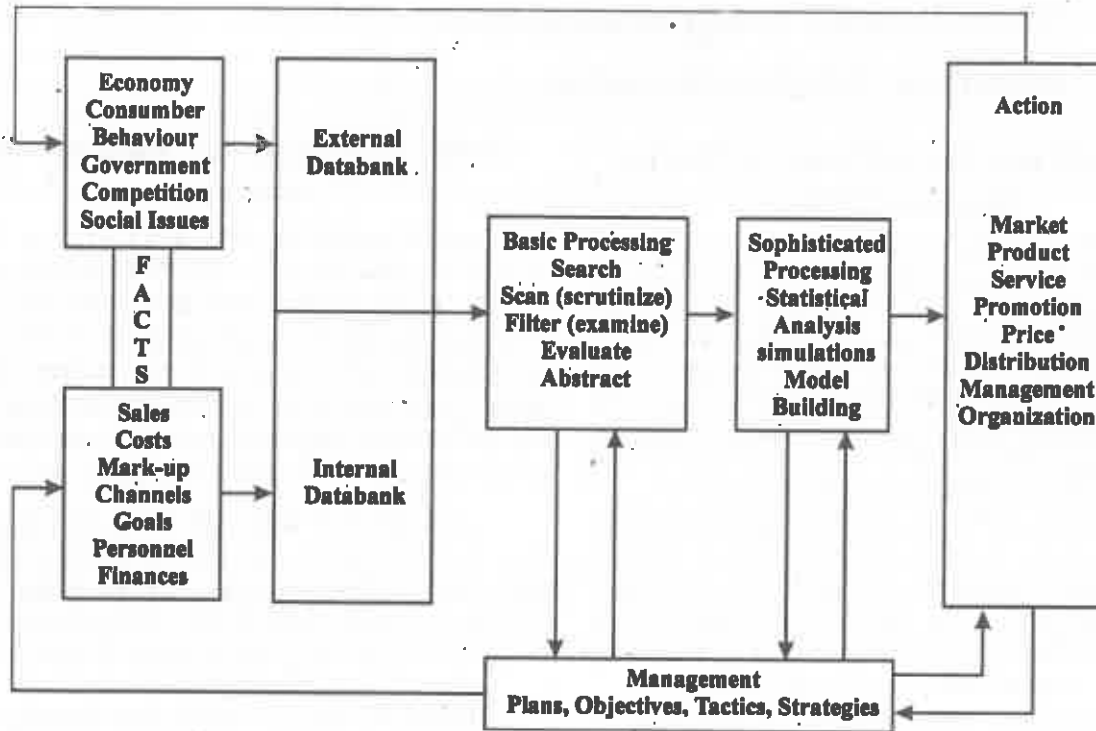 Economy
Consumber
Behaviour
Government
Competition
Social Issues
F
A
C
T
S
Sales
Costs
Mark-up
Channels
Goals
Personnel
Finances
External
Databank
Internal
Databank
Basic Processing
Search
Scan (scrutinize)
Filter (examine)
Evaluate
Abstract
Sophisticated
Processing
Statistical
Analysis
simulations
Model
Building
Action
Market
Product
Service
Promotion
Price
Distribution
Management
Organization
Management
Plans, Objectives, Tactics, Strategies